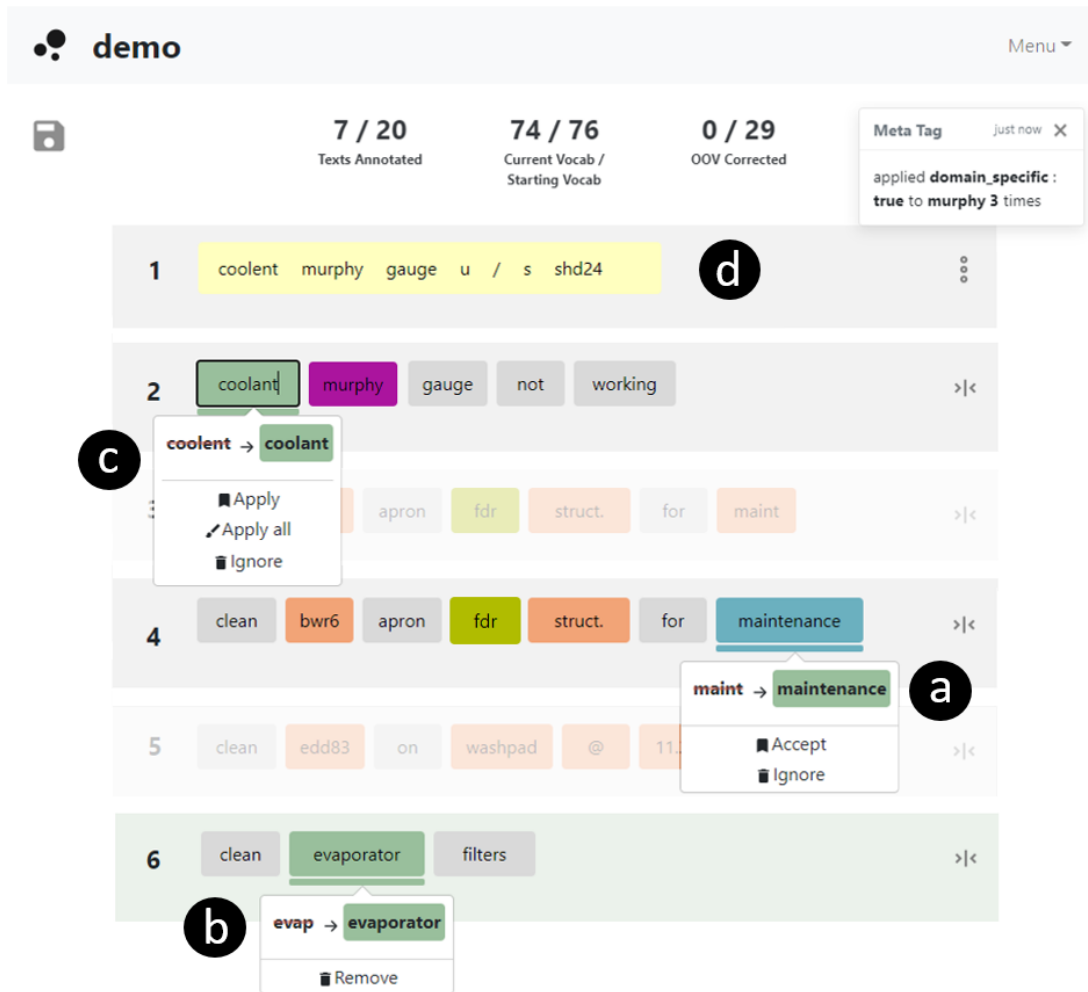 demo Menu
7 / 20 74 / 76 0 / 29
Texts Annotated Current Vocab / OOV Corrected
Starting Vocab
Meta Tag just now
applied domain_specific :
true to murphy 3 times
1 coolent murphy gauge u / s shd24 d
2 coolant murphy gauge not working
c coolent → coolant
Apply
Apply all
Ignore
apron fdr struct. for maint
4 clean bwr6 apron fdr struct. for maintenance
maint → maintenance a
Accept
Ignore
5 clean edd83 on washpad @
6 clean evaporator filters
b evap → evaporator
Remove